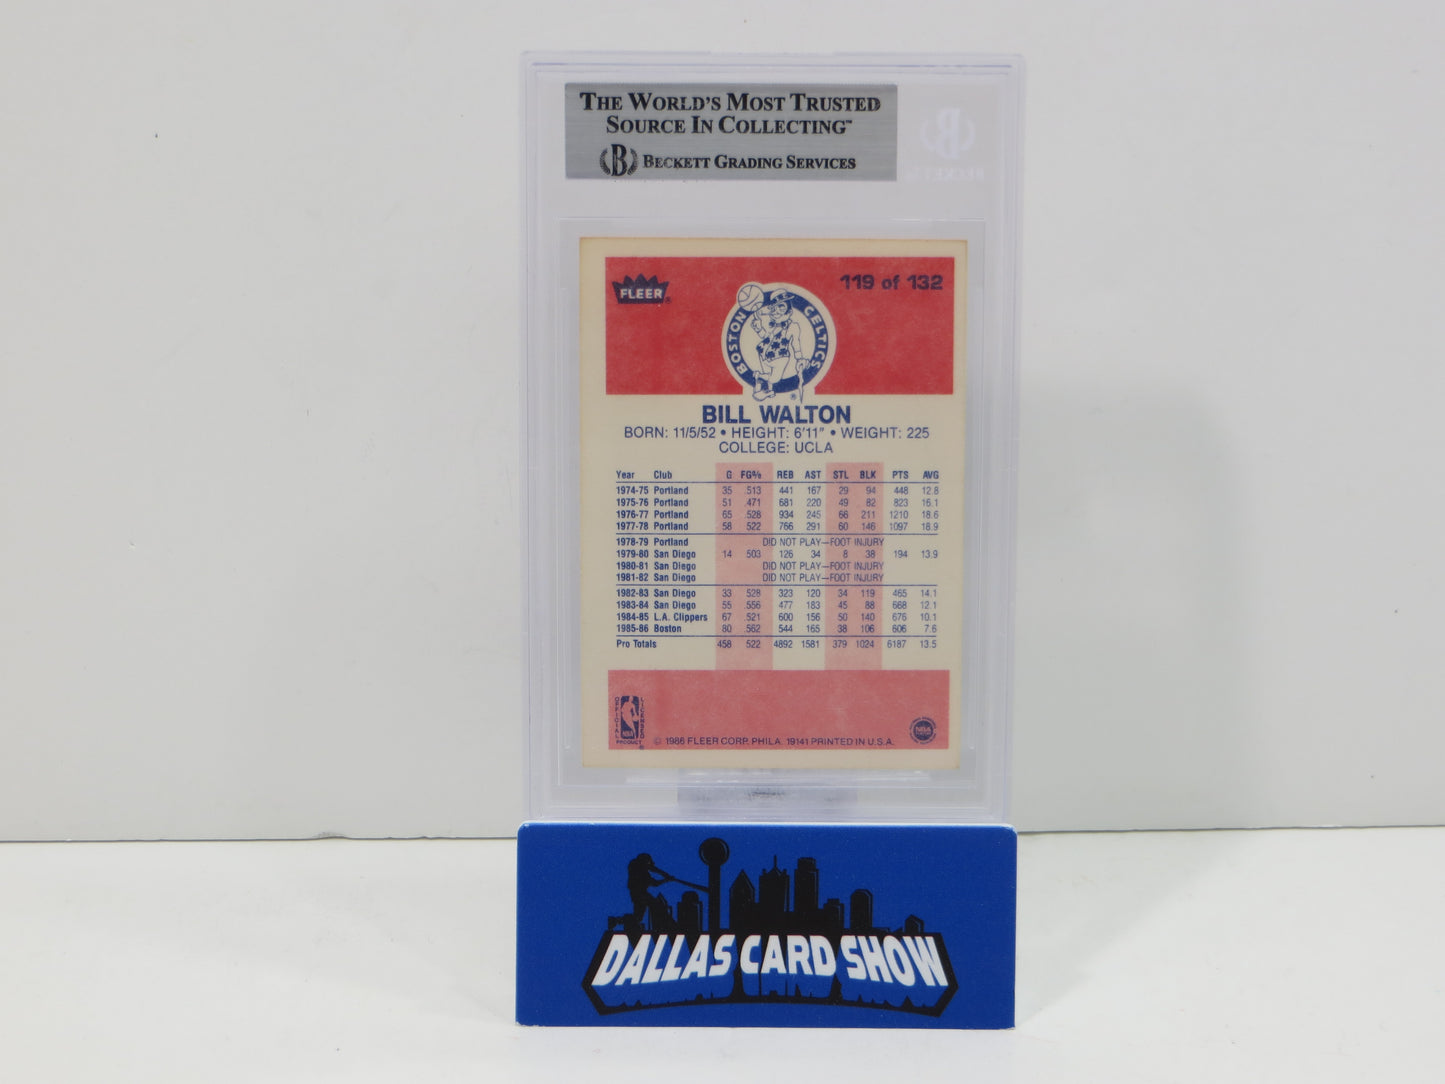 THE WORLD'S MOST TRUSTED
SOURCE IN COLLECTING™
B BECKETT GRADING SERVICES
BECKETT
FLEER®
119 of 132
BOSTON CELTICS
®
BILL WALTON
BORN: 11/5/52 • HEIGHT: 6'11" • WEIGHT: 225
COLLEGE: UCLA
Year Club G FG% REB AST STL BLK PTS AVG
1974-75 Portland 35 .513 441 167 29 94 448 12.8
1975-76 Portland 51 .471 681 220 49 82 823 16.1
1976-77 Portland 65 .528 934 245 66 211 1210 18.6
1977-78 Portland 58 .522 766 291 60 146 1097 18.9
1978-79 Portland DID NOT PLAY—FOOT INJURY
1979-80 San Diego 14 .503 126 34 8 38 194 13.9
1980-81 San Diego DID NOT PLAY—FOOT INJURY
1981-82 San Diego DID NOT PLAY—FOOT INJURY
1982-83 San Diego 33 .528 323 120 34 119 465 14.1
1983-84 San Diego 55 .556 477 183 45 88 668 12.1
1984-85 L.A. Clippers 67 .521 600 156 50 140 676 10.1
1985-86 Boston 80 .562 544 165 38 106 606 7.6
Pro Totals 458 .522 4892 1581 379 1024 6187 13.5
OFFICIAL LICENSED
NBA
PRODUCT®
© 1986 FLEER CORP. PHILA. 19141 PRINTED IN U.S.A.
NBA
DALLAS CARD SHOW